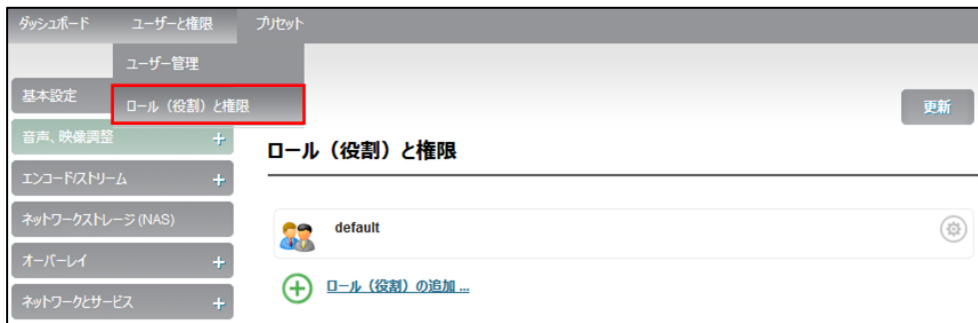 ダッシュボード ユーザーと権限 プリセット
ユーザー管理
ロール（役割）と権限
基本設定
音声、映像調整 +
エンコード/ストリーム +
ネットワークストレージ (NAS)
オーバーレイ +
ネットワークとサービス +
更新
ロール（役割）と権限
default
ロール（役割）の追加 ...